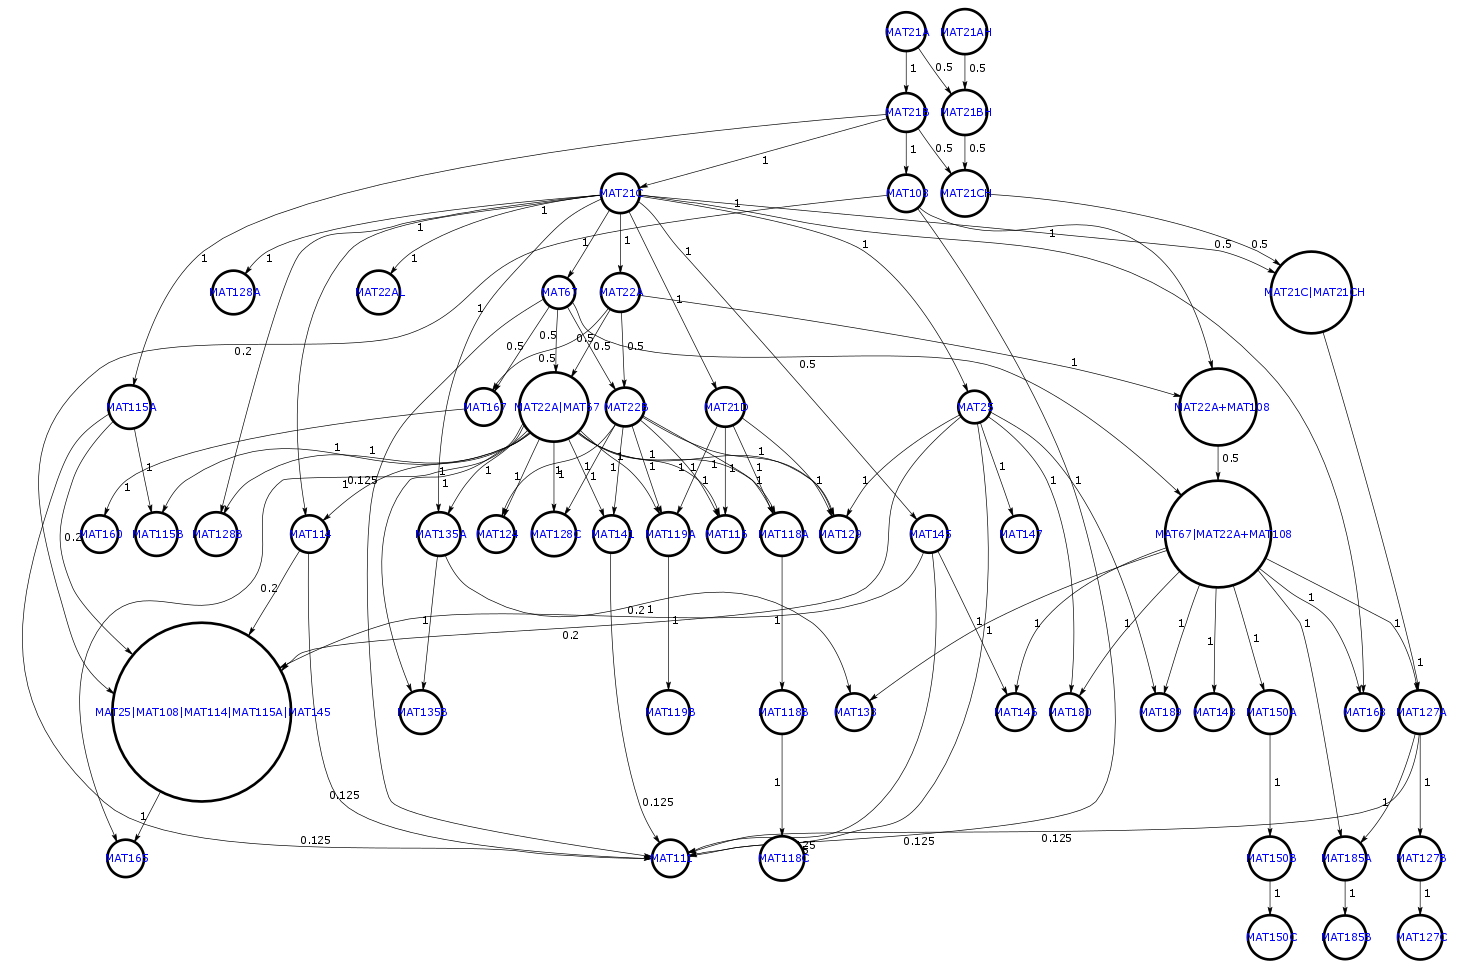 MAT21A MAT21AH
1 0.5 0.5
MAT21B MAT21BH
1 0.5 0.5
1
MAT21C MAT108 MAT21CH
1 1 1
1 1 1 1 1 0.5 0.5
1 1 1
MAT128A MAT22AL MAT67 MAT22A MAT21C|MAT21CH
1 1
0.2 0.5 0.5 0.5 0.5 0.5
0.5 0.5 1
MAT115A MAT167 MAT22A|MAT67 MAT22B MAT21D MAT25 MAT22A+MAT108
1 1 1 1 1 0.5
1 1 1 1 1 1 1 1 1 1 1 1 1
1 0.125 1 1 1 1 1 1 1 1
MAT160 MAT115B MAT128B MAT114 MAT135A MAT124 MAT128C MAT141 MAT119A MAT116 MAT118A MAT129 MAT145 MAT147 MAT67|MAT22A+MAT108
0.2
0.2 1 1
0.2 1 1 1 1 1 1 1 1 1 1
0.2 1 1 1
MAT25|MAT108|MAT114|MAT115A|MAT145 MAT135B MAT119B MAT118B MAT133 MAT146 MAT180 MAT189 MAT148 MAT150A MAT168 MAT127A
1 1 1
0.125 0.125 1
1
0.125 0.125 0.125
MAT165 MAT111 MAT118C MAT150B MAT185A MAT127B
1 1 1
MAT150C MAT185B MAT127C